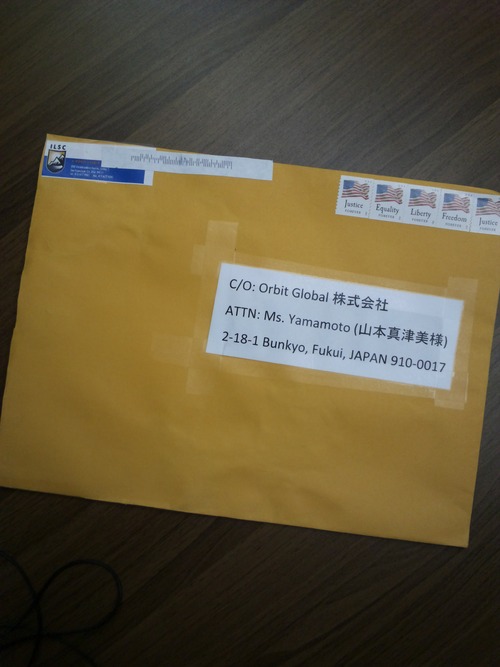 ILSC
Justice
FOREVER
Equality
FOREVER
Liberty
FOREVER
Freedom
FOREVER
Justice
FOREVER
C/O: Orbit Global 株式会社
ATTN: Ms. Yamamoto (山本真津美様)
2-18-1 Bunkyo, Fukui, JAPAN 910-0017